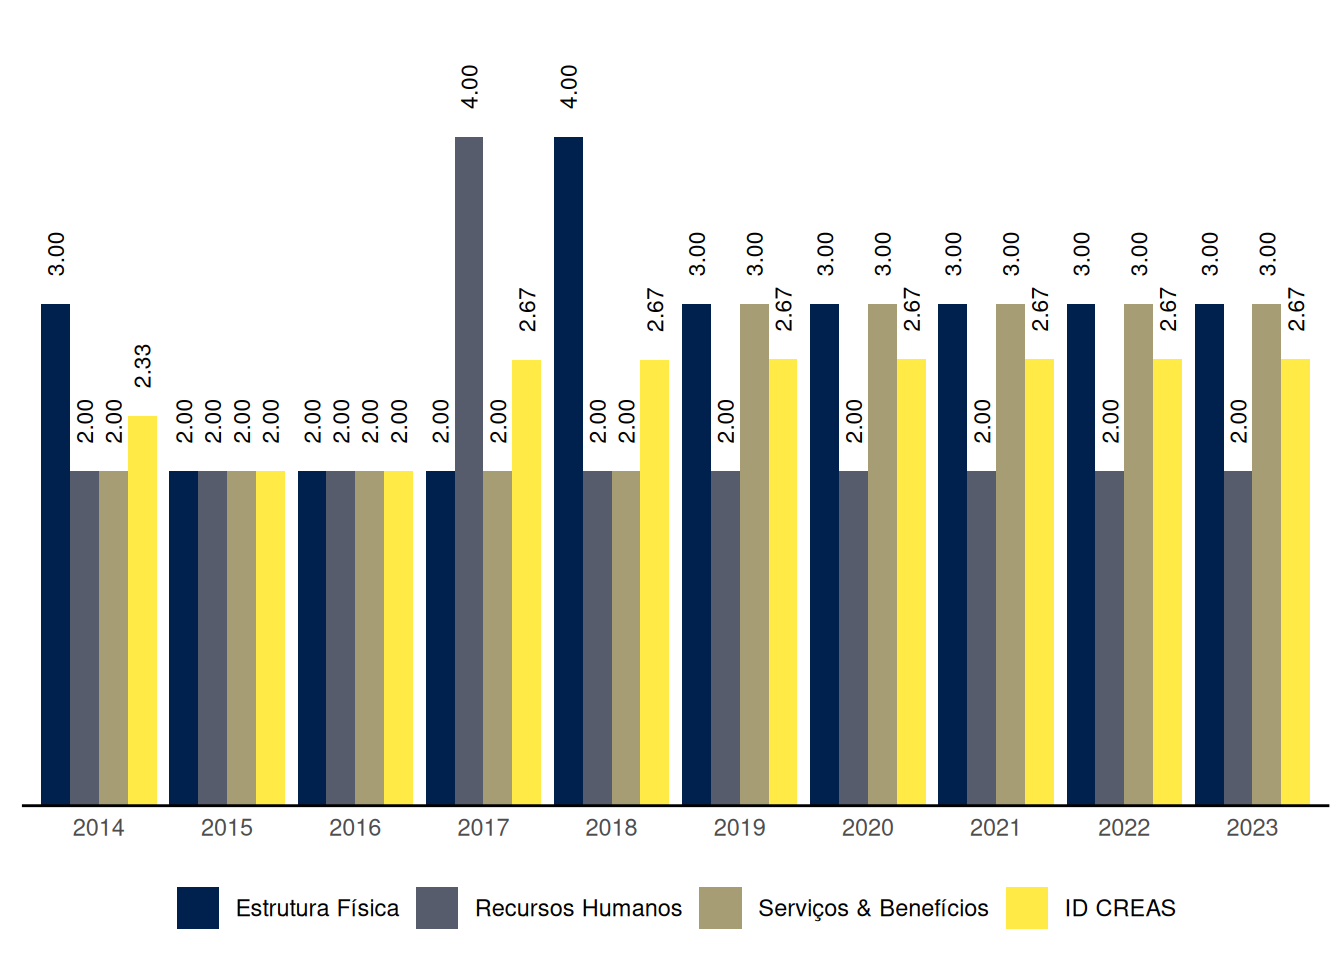 4.00 4.00
3.00 3.00 3.00 3.00 3.00 3.00 3.00 3.00 3.00 3.00 3.00
2.67 2.67 2.67 2.67 2.67 2.67 2.67
2.33
2.00 2.00 2.00 2.00 2.00 2.00 2.00 2.00 2.00 2.00 2.00 2.00 2.00 2.00 2.00 2.00 2.00 2.00 2.00
2014 2015 2016 2017 2018 2019 2020 2021 2022 2023
Estrutura Física Recursos Humanos Serviços & Benefícios ID CREAS